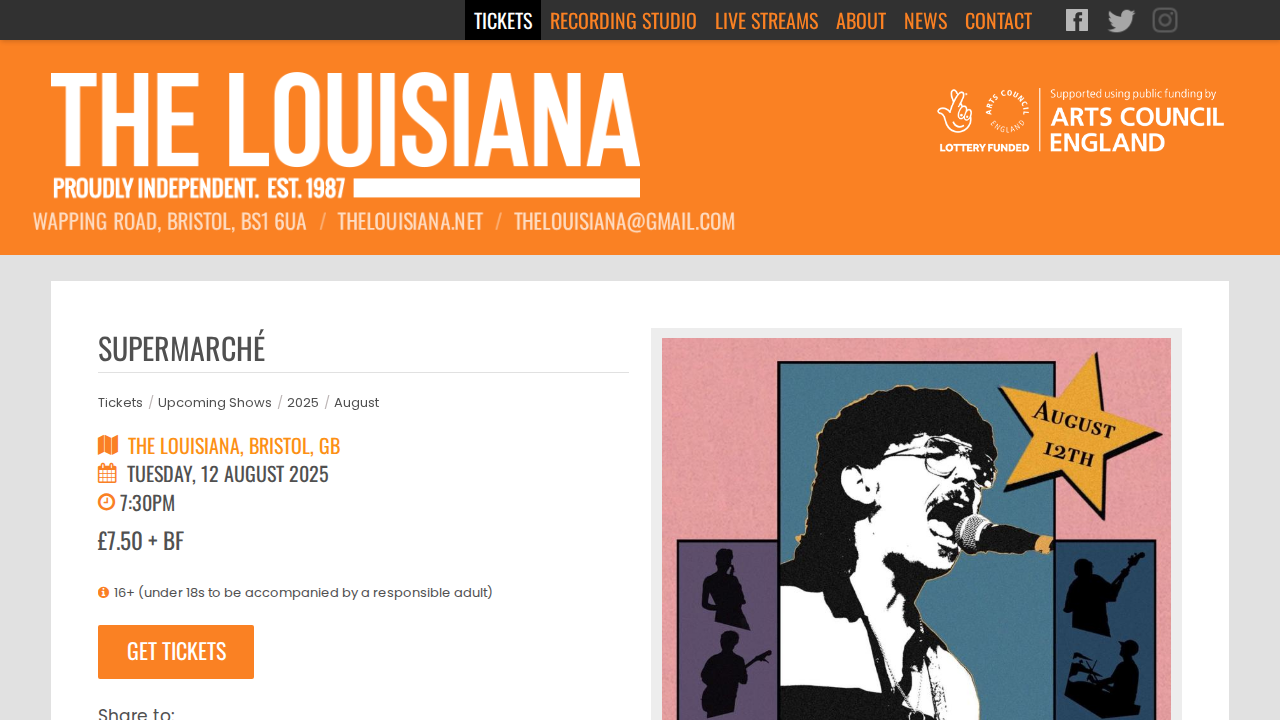 TICKETS RECORDING STUDIO LIVE STREAMS ABOUT NEWS CONTACT
THE LOUISIANA
PROUDLY INDEPENDENT. EST. 1987
WAPPING ROAD, BRISTOL, BS1 6UA / THELOUISIANA.NET / THELOUISIANA@GMAIL.COM
ARTS COUNCIL
ENGLAND
LOTTERY FUNDED
Supported using public funding by
ARTS COUNCIL
ENGLAND
SUPERMARCHÉ
Tickets / Upcoming Shows / 2025 / August
THE LOUISIANA, BRISTOL, GB
TUESDAY, 12 AUGUST 2025
7:30PM
£7.50 + BF
16+ (under 18s to be accompanied by a responsible adult)
GET TICKETS
Share to:
AUGUST
12TH